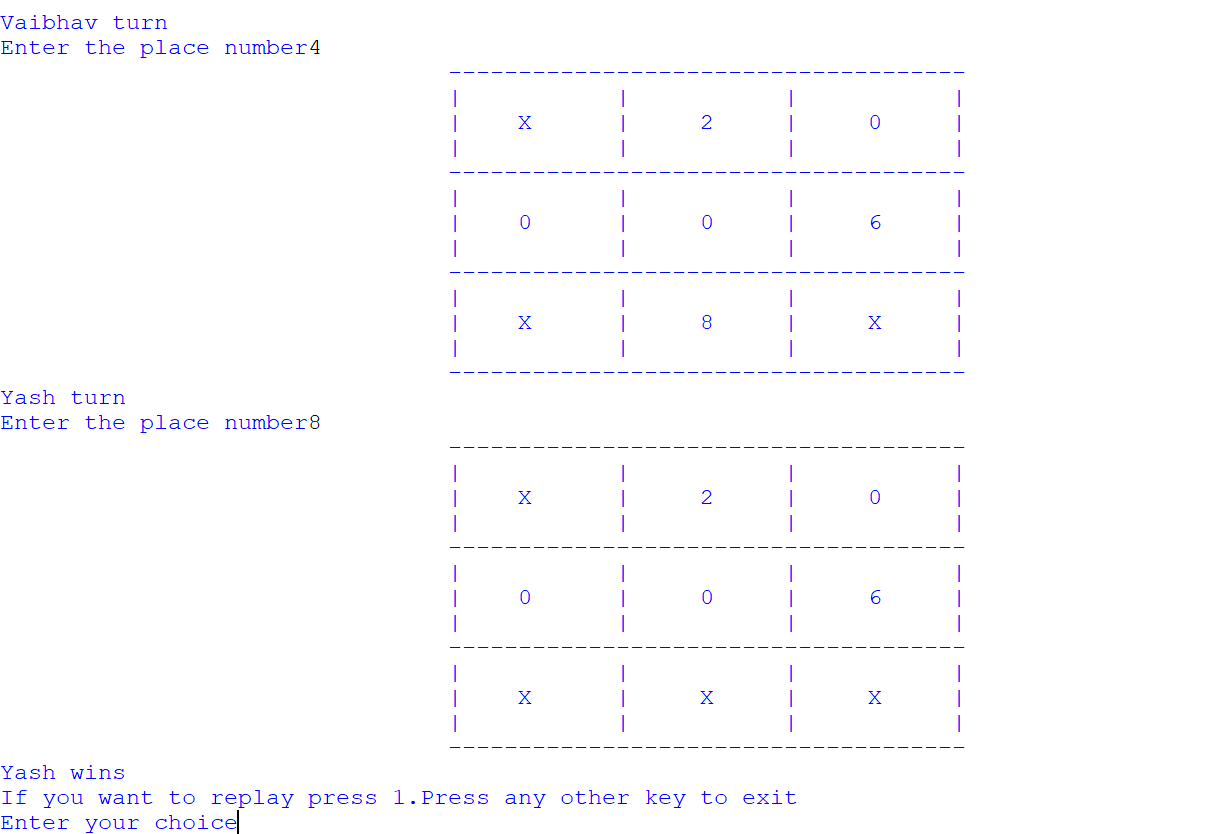 Vaibhav turn
Enter the place number4
-------------------------------------
|           |           |           |
|    X      |     2     |     0     |
|           |           |           |
-------------------------------------
|           |           |           |
|    0      |     0     |     6     |
|           |           |           |
-------------------------------------
|           |           |           |
|    X      |     8     |     X     |
|           |           |           |
-------------------------------------
Yash turn
Enter the place number8
-------------------------------------
|           |           |           |
|    X      |     2     |     0     |
|           |           |           |
-------------------------------------
|           |           |           |
|    0      |     0     |     6     |
|           |           |           |
-------------------------------------
|           |           |           |
|    X      |     X     |     X     |
|           |           |           |
-------------------------------------
Yash wins
If you want to replay press 1.Press any other key to exit
Enter your choice